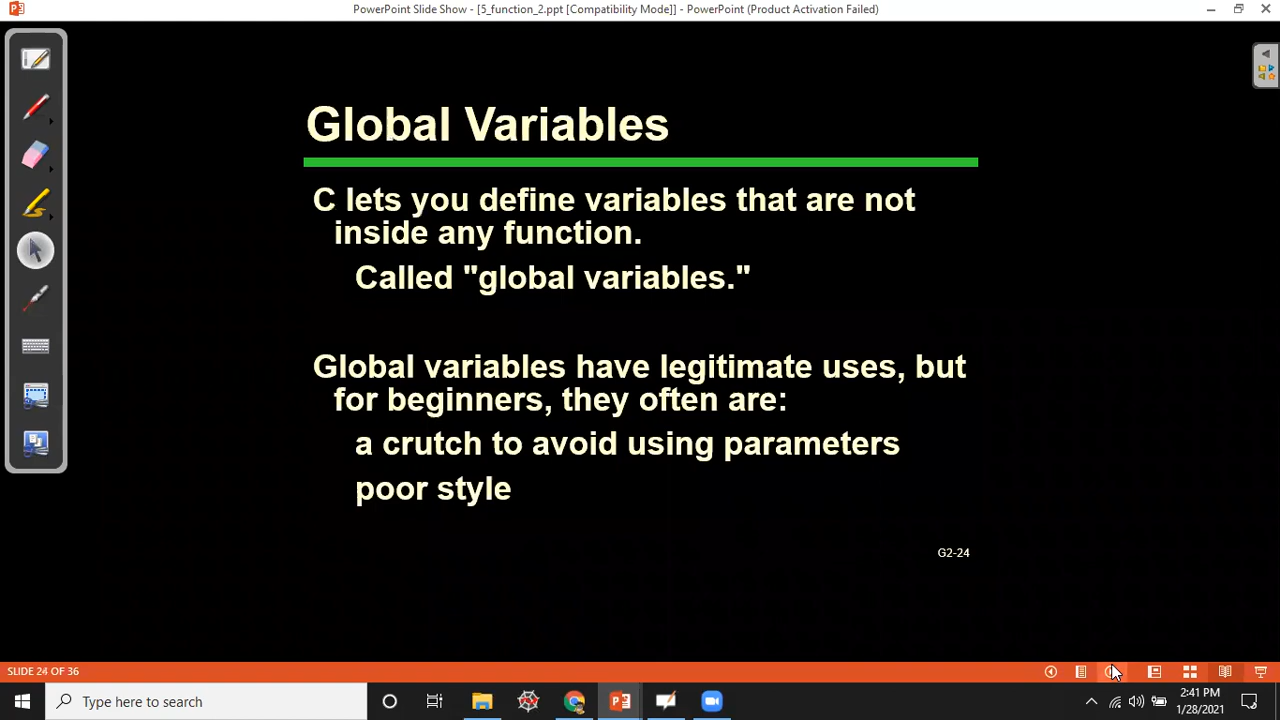 PowerPoint Slide Show - [5_function_2.ppt [Compatibility Mode]] - PowerPoint (Product Activation Failed)
Global Variables
C lets you define variables that are not
inside any function.
Called "global variables."
Global variables have legitimate uses, but
for beginners, they often are:
a crutch to avoid using parameters
poor style
G2-24
SLIDE 24 OF 36
Type here to search
2:41 PM
1/28/2021